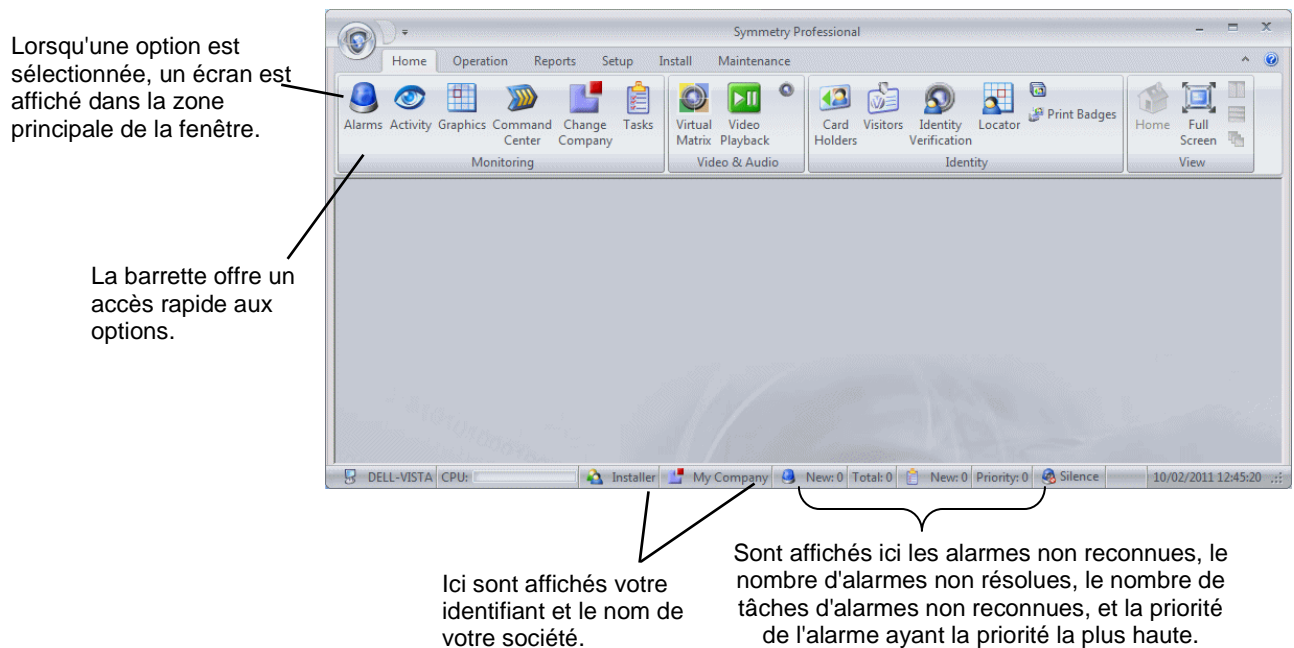 Lorsqu'une option est
sélectionnée, un écran est
affiché dans la zone
principale de la fenêtre.
La barrette offre un
accès rapide aux
options.
Symmetry Professional
Home Operation Reports Setup Install Maintenance
Alarms Activity Graphics Command Center Change Company Tasks
Monitoring
Virtual Matrix Video Playback
Video & Audio
Card Holders Visitors Identity Verification Locator Print Badges
Identity
Home Full Screen
View
DELL-VISTA CPU: Installer My Company New: 0 Total: 0 New: 0 Priority: 0 Silence 10/02/2011 12:45:20
Ici sont affichés votre
identifiant et le nom de
votre société.
Sont affichés ici les alarmes non reconnues, le
nombre d'alarmes non résolues, le nombre de
tâches d'alarmes non reconnues, et la priorité
de l'alarme ayant la priorité la plus haute.